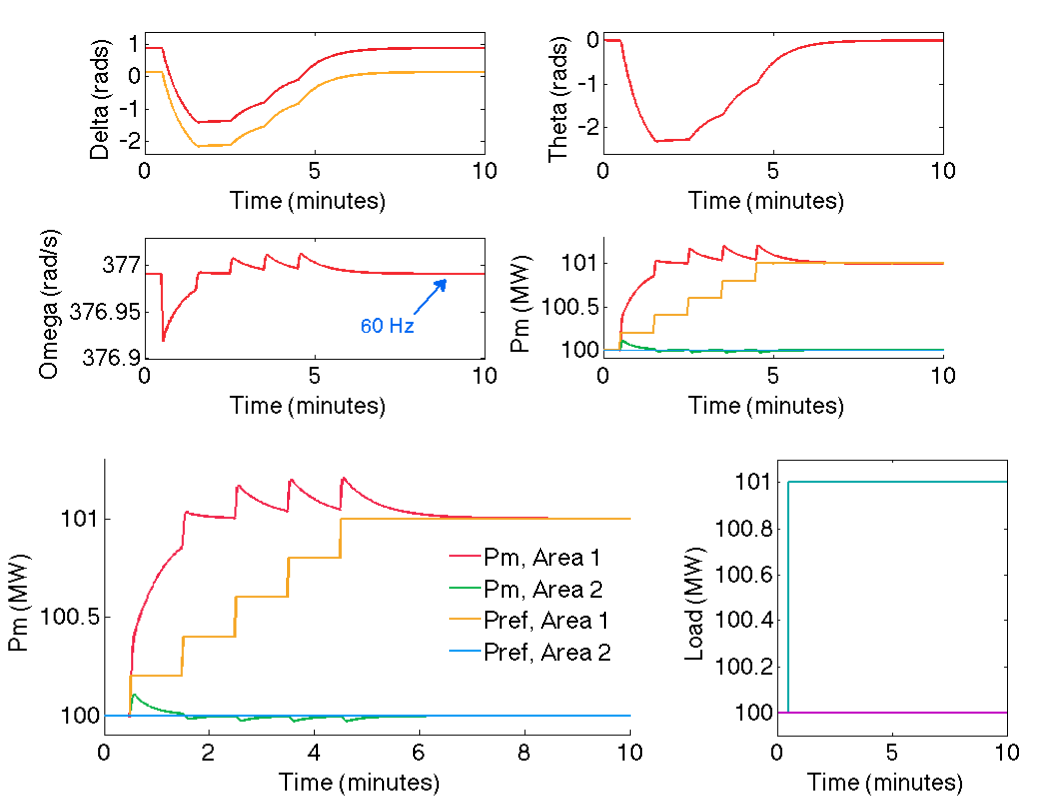 Delta (rads)
1
0
-1
-2
0
5
10
Time (minutes)
Theta (rads)
0
-1
-2
0
5
10
Time (minutes)
Omega (rad/s)
377
376.95
376.9
60 Hz
0
5
10
Time (minutes)
Pm (MW)
101
100.5
100
0
5
10
Time (minutes)
Pm (MW)
101
100.5
100
Pm, Area 1
Pm, Area 2
Pref, Area 1
Pref, Area 2
0
2
4
6
8
10
Time (minutes)
Load (MW)
101
100.8
100.6
100.4
100.2
100
0
5
10
Time (minutes)